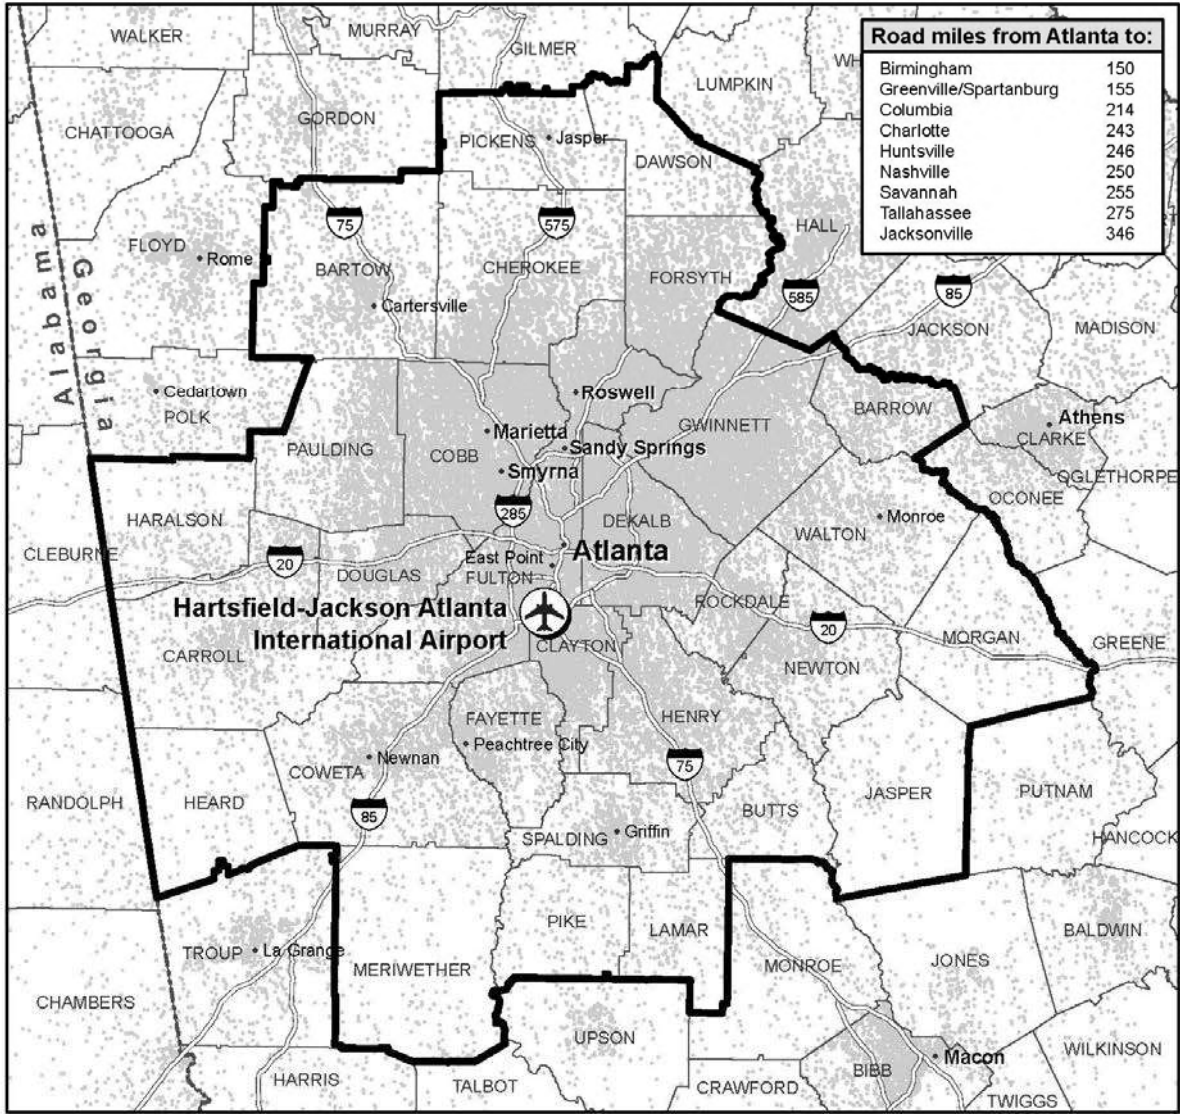 Road miles from Atlanta to:
Birmingham 150
Greenville/Spartanburg 155
Columbia 214
Charlotte 243
Huntsville 246
Nashville 250
Savannah 255
Tallahassee 275
Jacksonville 346
WALKER
MURRAY
GILMER
LUMPKIN
WH
CHATTOOGA
GORDON
PICKENS
Jasper
DAWSON
75
575
HALL
FLOYD
Rome
BARTOW
CHEROKEE
FORSYTH
585
85
Cartersville
JACKSON
MADISON
Alabama
Georgia
Cedartown
POLK
Roswell
BARROW
Athens
CLARKE
PAULDING
Marietta
COBB
Sandy Springs
GWINNETT
Smyrna
OGLETHORPE
OCONEE
HARALSON
285
DEKALB
WALTON
Monroe
CLEBURNE
20
DOUGLAS
East Point
FULTON
Atlanta
Hartsfield-Jackson Atlanta
International Airport
ROCKDALE
20
MORGAN
GREENE
CARROLL
CLAYTON
NEWTON
FAYETTE
HENRY
Peachtree City
Newnan
COWETA
75
RANDOLPH
HEARD
85
JASPER
PUTNAM
BUTTS
SPALDING
Griffin
HANCOCK
PIKE
LAMAR
BALDWIN
TROUP
La Grange
MERIWETHER
MONROE
JONES
CHAMBERS
UPSON
Macon
WILKINSON
BIBB
HARRIS
TALBOT
CRAWFORD
TWIGGS